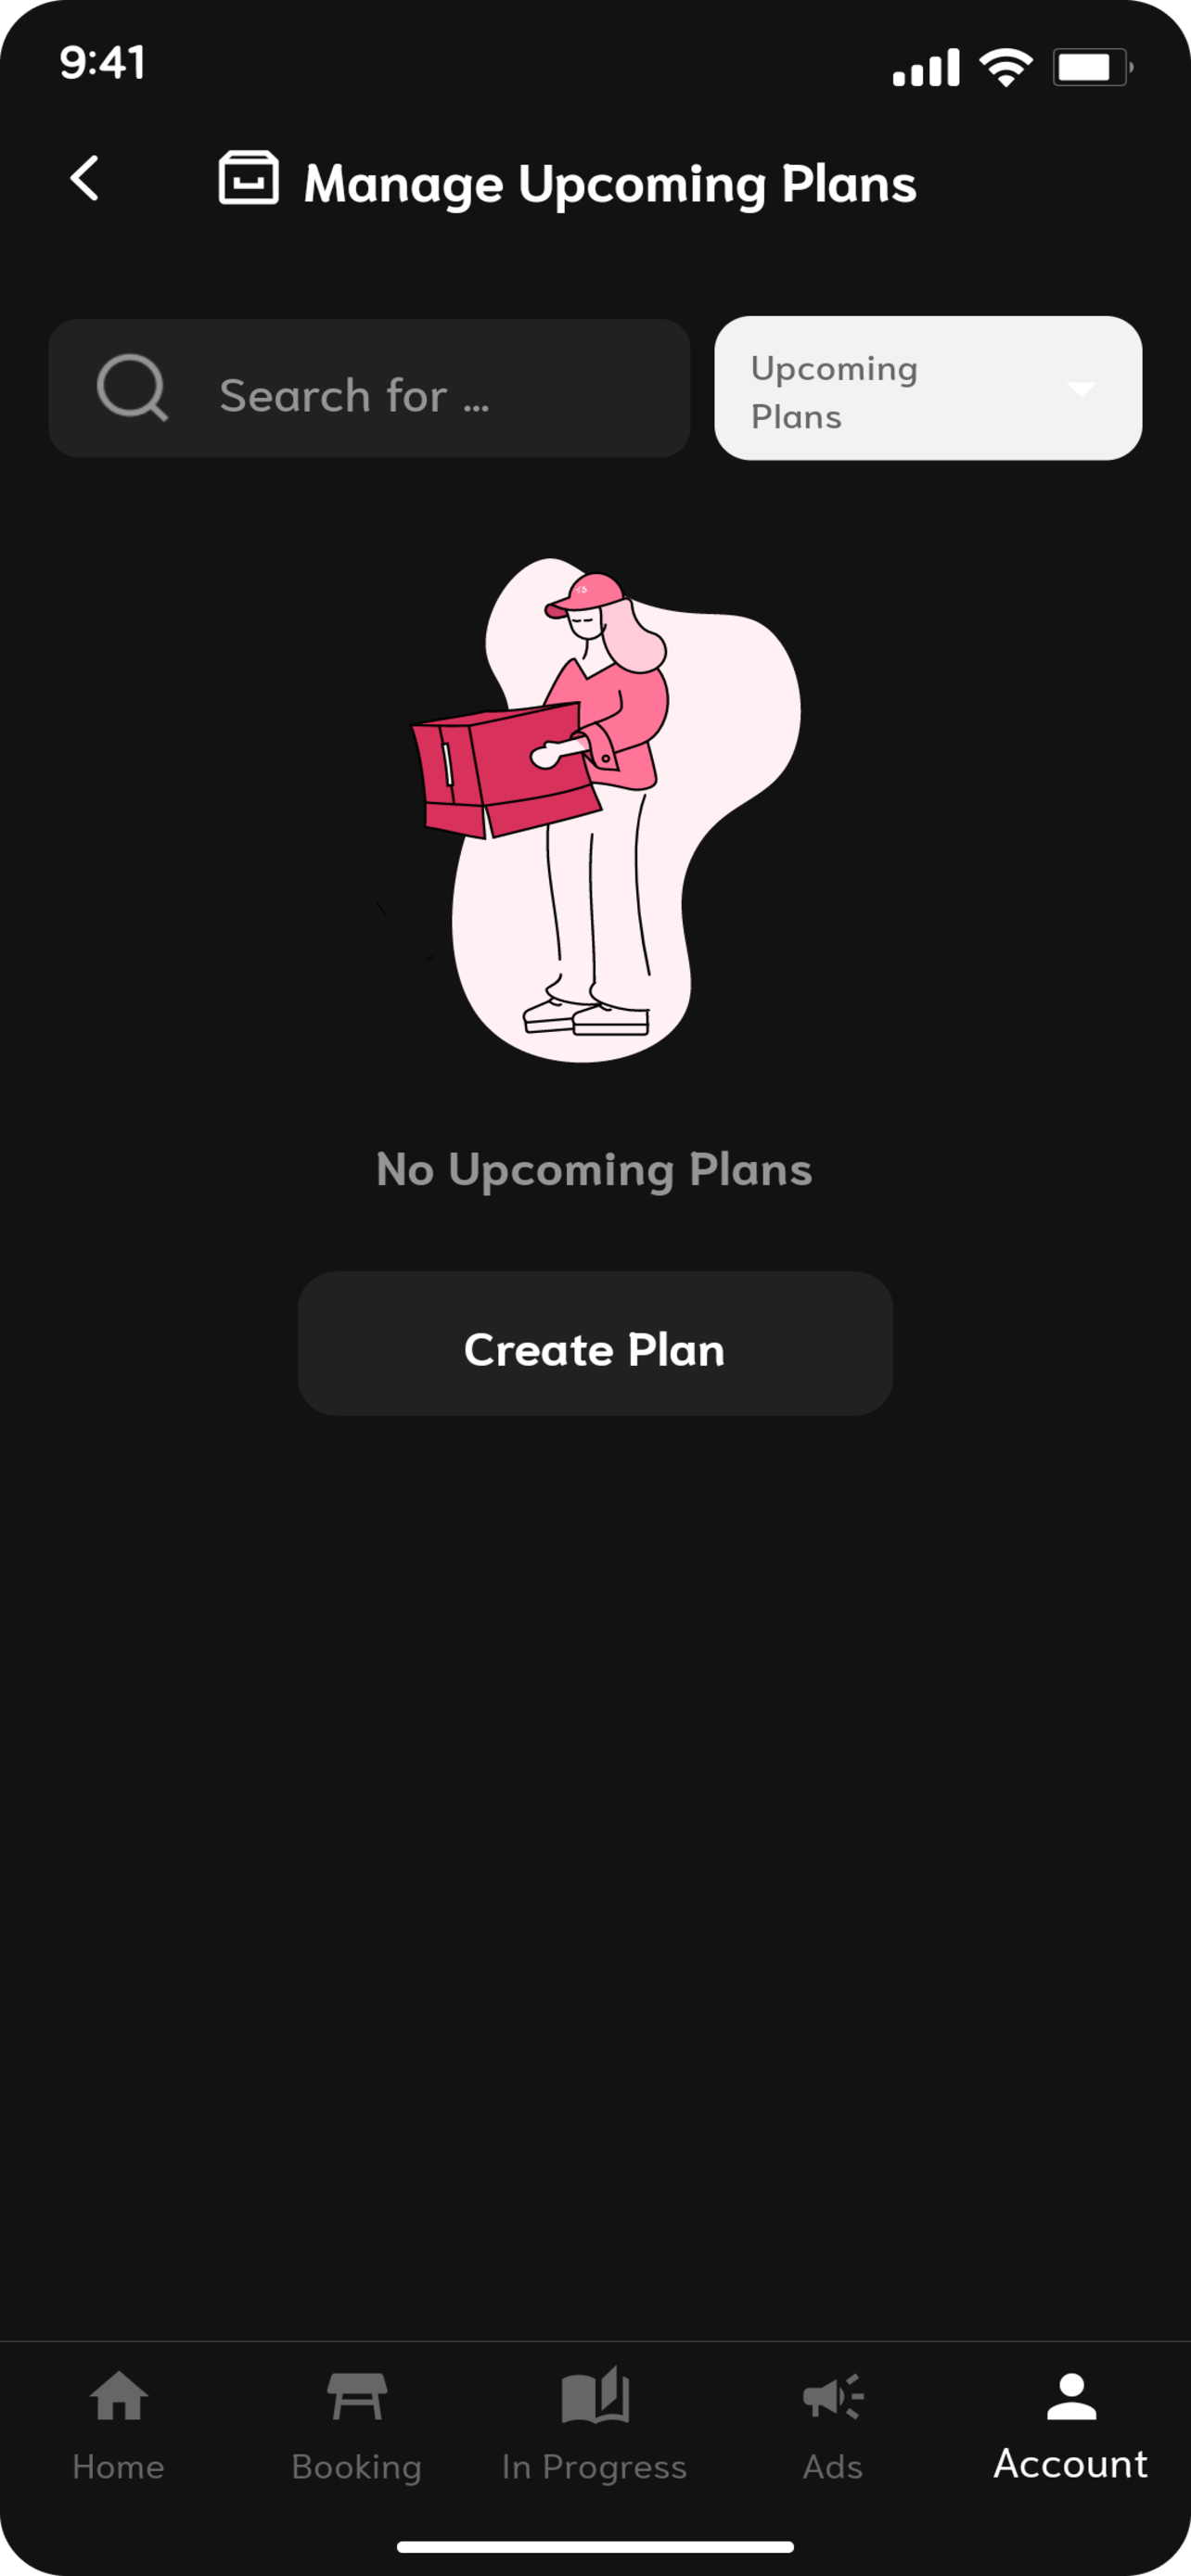 9:41
Manage Upcoming Plans
Search for ...
Upcoming
Plans
No Upcoming Plans
Create Plan
Home
Booking
In Progress
Ads
Account